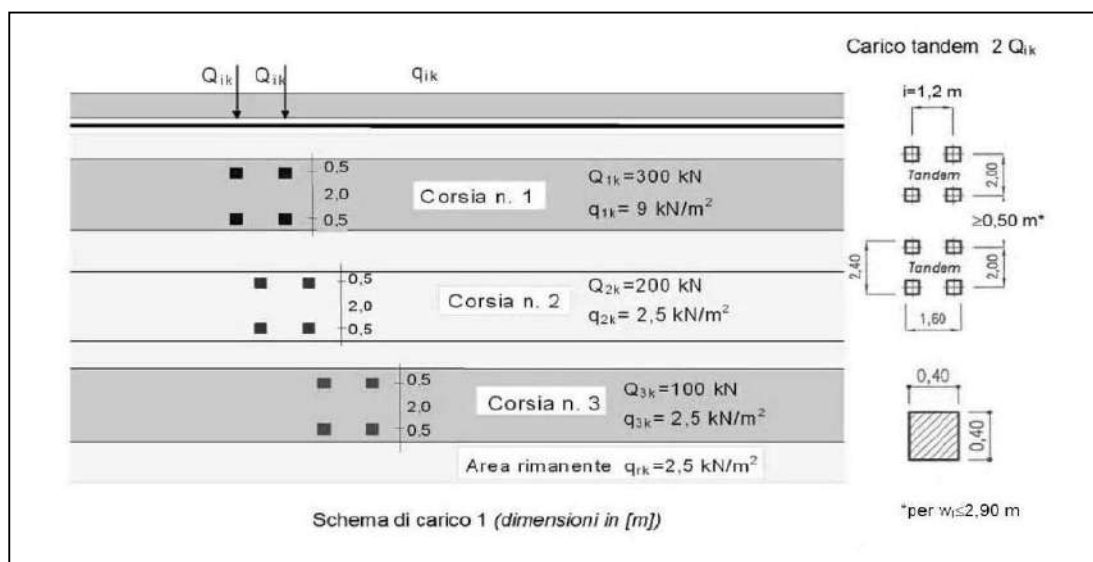 Carico tandem 2 Qik
Qik Qik qik
i=1,2 m
0,5
2,0
0,5
Corsia n. 1
Q1k=300 kN
q1k= 9 kN/m²
Tandem
2,00
≥0,50 m*
0,5
2,0
0,5
Corsia n. 2
Q2k=200 kN
q2k= 2,5 kN/m²
2,40
Tandem
2,00
1,60
0,5
2,0
0,5
Corsia n. 3
Q3k=100 kN
q3k= 2,5 kN/m²
0,40
0,40
Area rimanente qrk=2,5 kN/m²
Schema di carico 1 (dimensioni in [m])
*per wl≤2,90 m